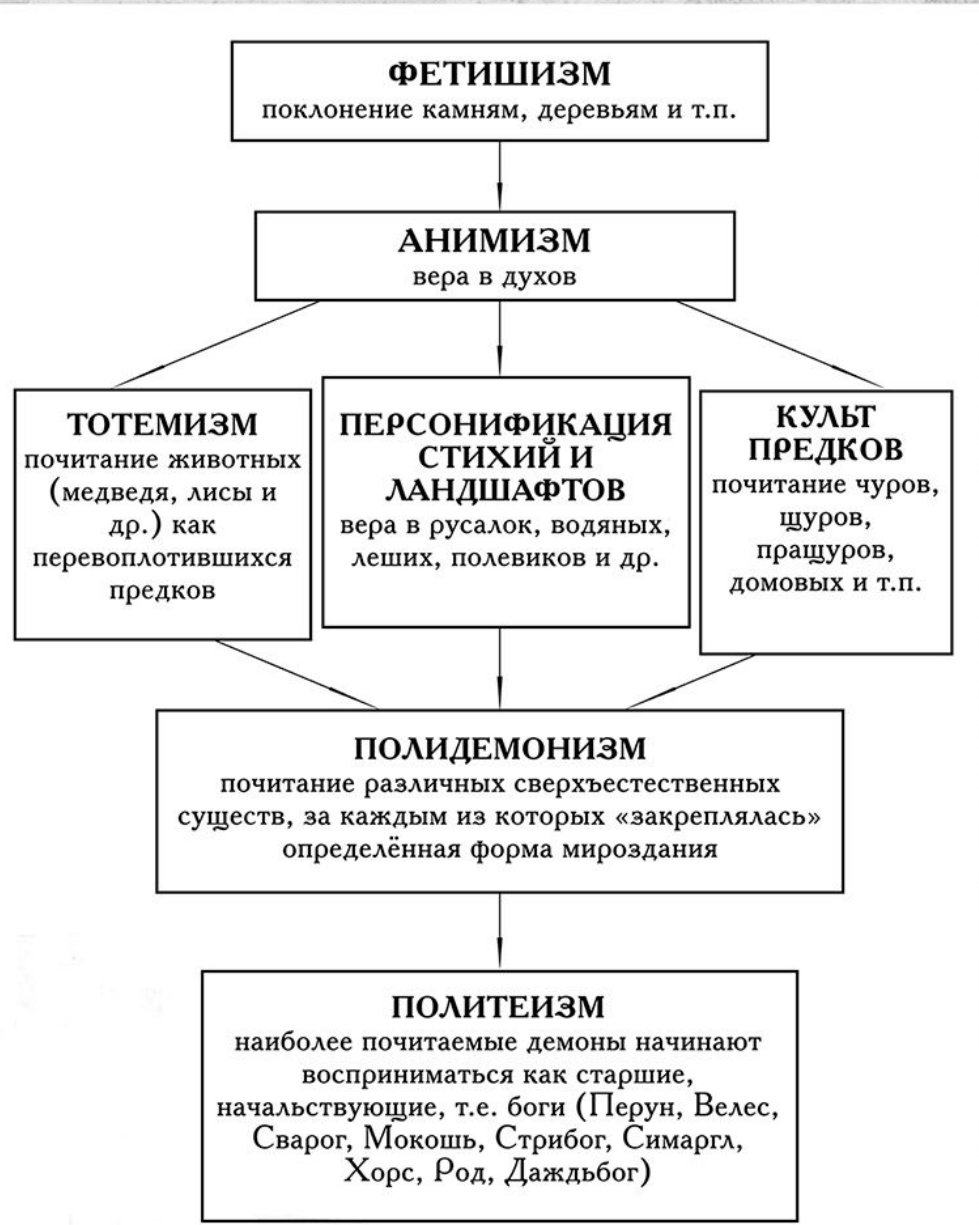 ФЕТИШИЗМ
поклонение камням, деревьям и т.п.
АНИМИЗМ
вера в духов
ТОТЕМИЗМ
почитание животных
(медведя, лисы и
др.) как
перевоплотившихся
предков
ПЕРСОНИФИКАЦИЯ
СТИХИЙ И
ЛАНДШАФТОВ
вера в русалок, водяных,
леших, полевиков и др.
КУЛЬТ
ПРЕДКОВ
почитание чуров,
щуров,
пращуров,
домовых и т.п.
ПОЛИДЕМОНИЗМ
почитание различных сверхъестественных
существ, за каждым из которых «закреплялась»
определённая форма мироздания
ПОЛИТЕИЗМ
наиболее почитаемые демоны начинают
восприниматься как старшие,
начальствующие, т.е. боги (Перун, Велес,
Сварог, Мокошь, Стрибог, Симаргл,
Хорс, Род, Даждьбог)